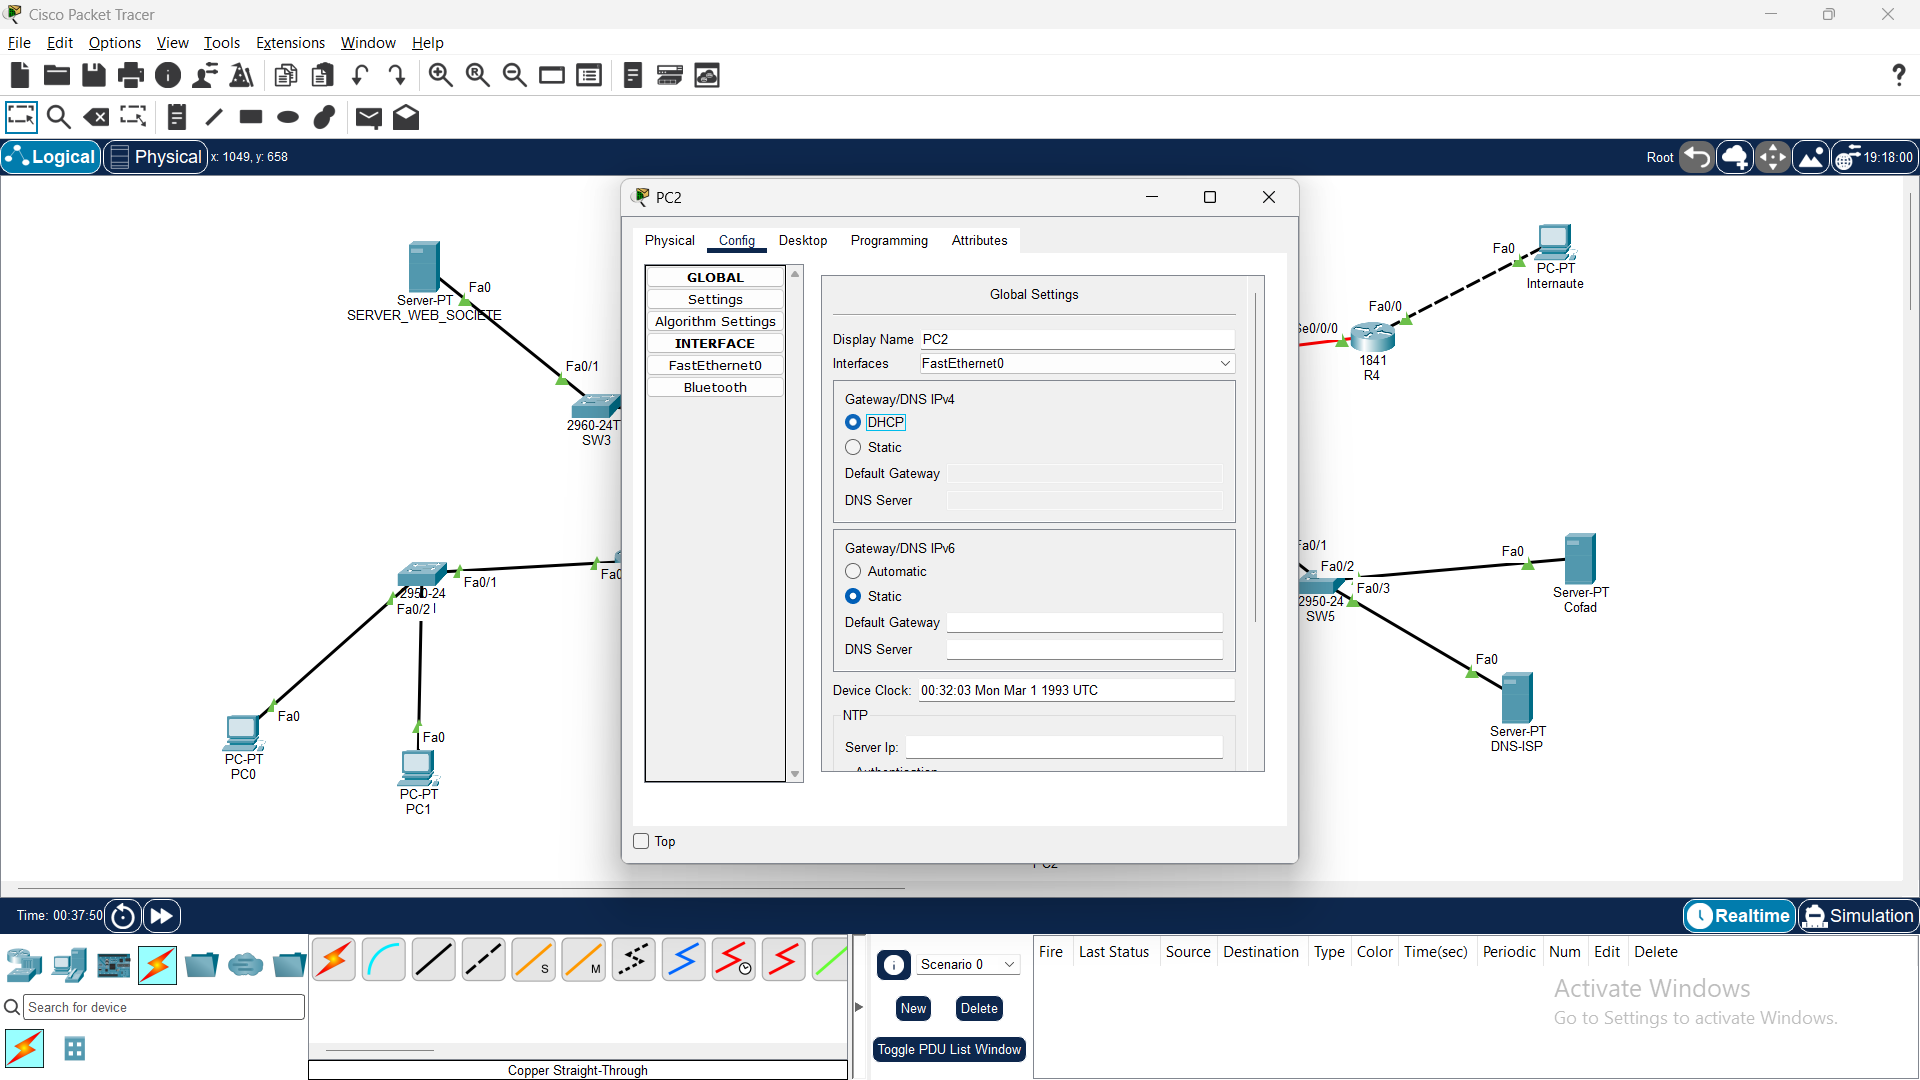 Cisco Packet Tracer
File Edit Options View Tools Extensions Window Help
Logical Physical x: 1049, y: 658 Root 19:18:00
PC2
Physical Config Desktop Programming Attributes
GLOBAL
Settings
Algorithm Settings
INTERFACE
FastEthernet0
Bluetooth
Global Settings
Display Name PC2
Interfaces FastEthernet0
Gateway/DNS IPv4
DHCP
Static
Default Gateway
DNS Server
Gateway/DNS IPv6
Automatic
Static
Default Gateway
DNS Server
Device Clock: 00:32:03 Mon Mar 1 1993 UTC
NTP
Server Ip:
Authentication
Top
Fa0
Server-PT
SERVER_WEB_SOCIETE
Fa0/1
2960-24T
SW3
2950-24
Fa0/1
Fa0/2
Fa0
PC-PT
PC0
Fa0
PC-PT
PC1
Fa0
PC-PT
Internaute
Fa0/0
Se0/0/0
1841
R4
Fa0/1
Fa0/2
Fa0/3
2950-24
SW5
Fa0
Server-PT
Cofad
Fa0
Server-PT
DNS-ISP
PC2
Time: 00:37:50 Realtime Simulation
S M
Search for device
Copper Straight-Through
Scenario 0
New Delete
Toggle PDU List Window
Fire Last Status Source Destination Type Color Time(sec) Periodic Num Edit Delete
Activate Windows
Go to Settings to activate Windows.